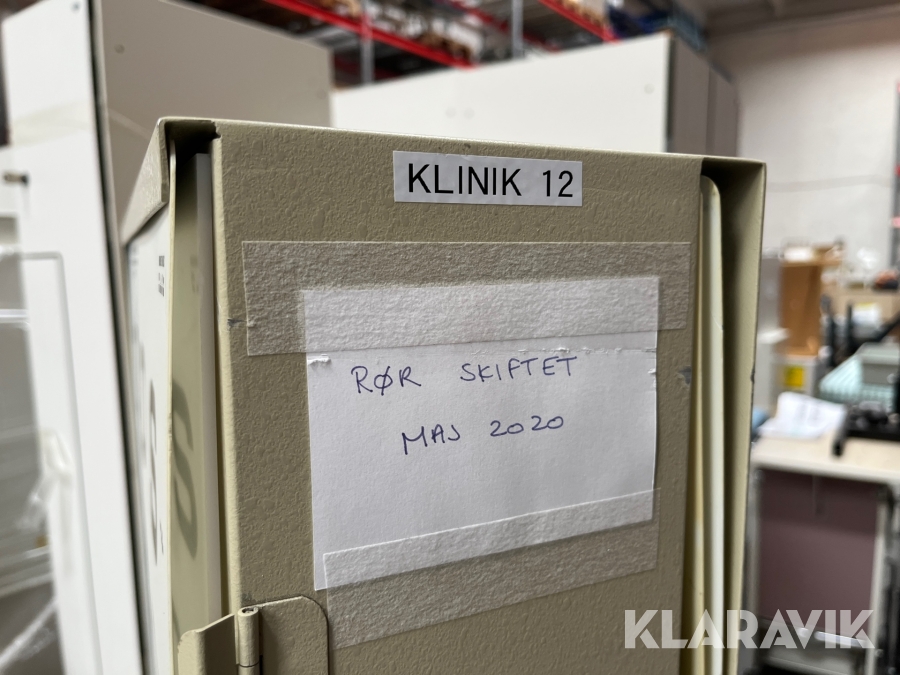 KLINIK 12
RØR SKIFTET
MAJ 2020
KLARAVIK